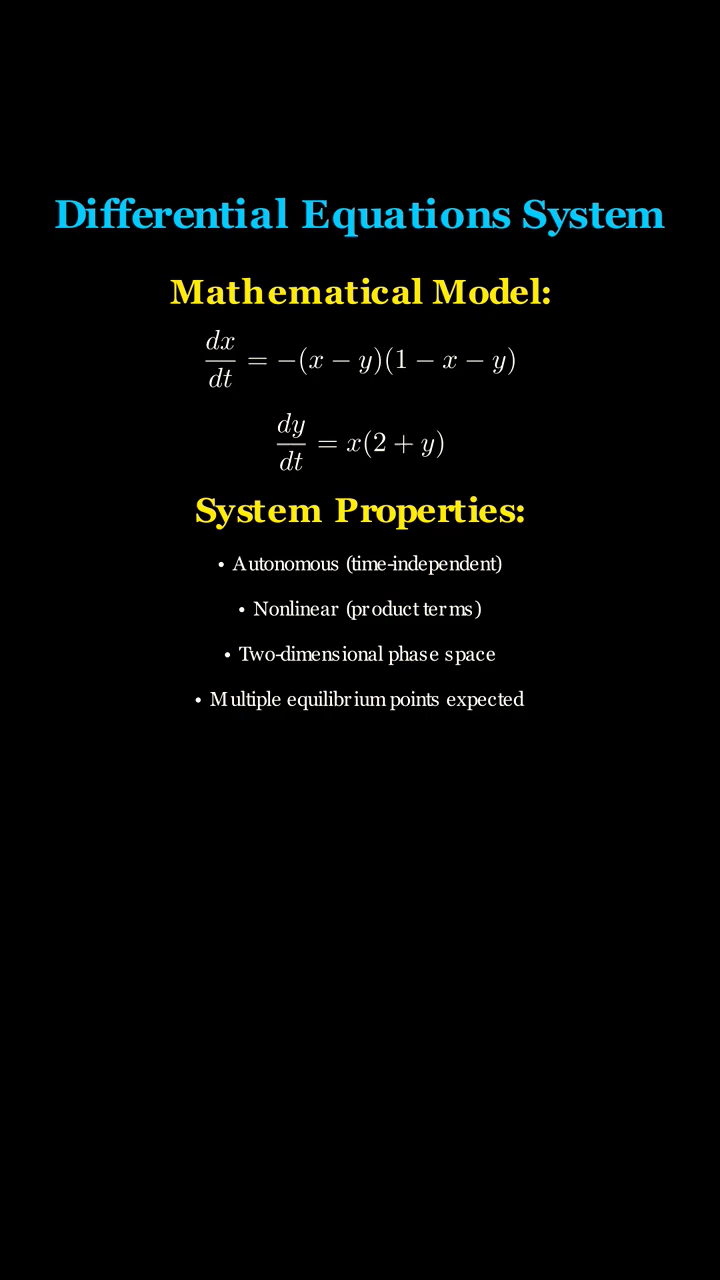 Differential Equations System
Mathematical Model:
dx/dt = −(x − y)(1 − x − y)
dy/dt = x(2 + y)
System Properties:
• Autonomous (time-independent)
• Nonlinear (product terms)
• Two-dimensional phase space
• Multiple equilibrium points expected